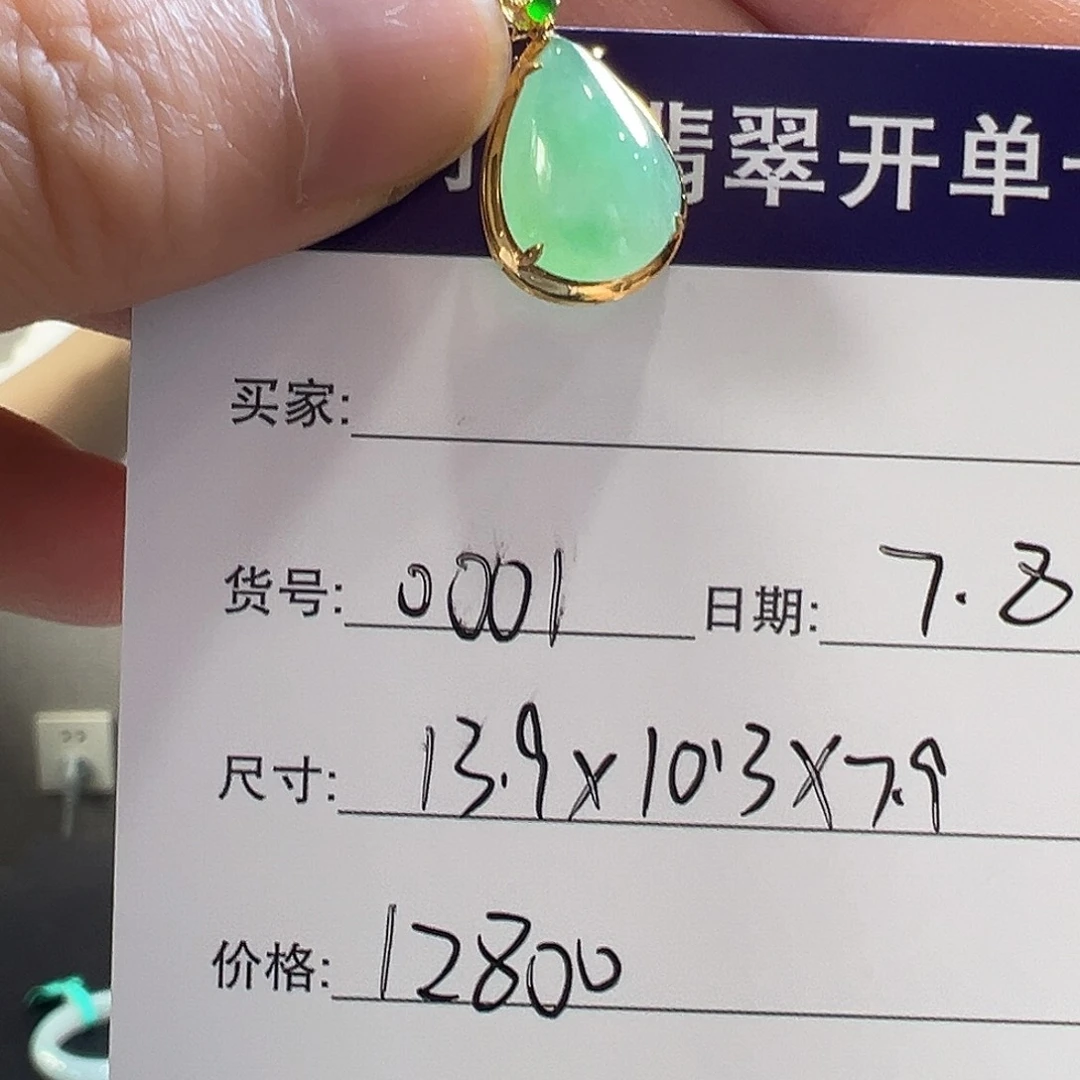 翡翠开单
买家:
货号: 0001 日期: 7.8
尺寸: 13.9x10.3x7.9
价格: 12800